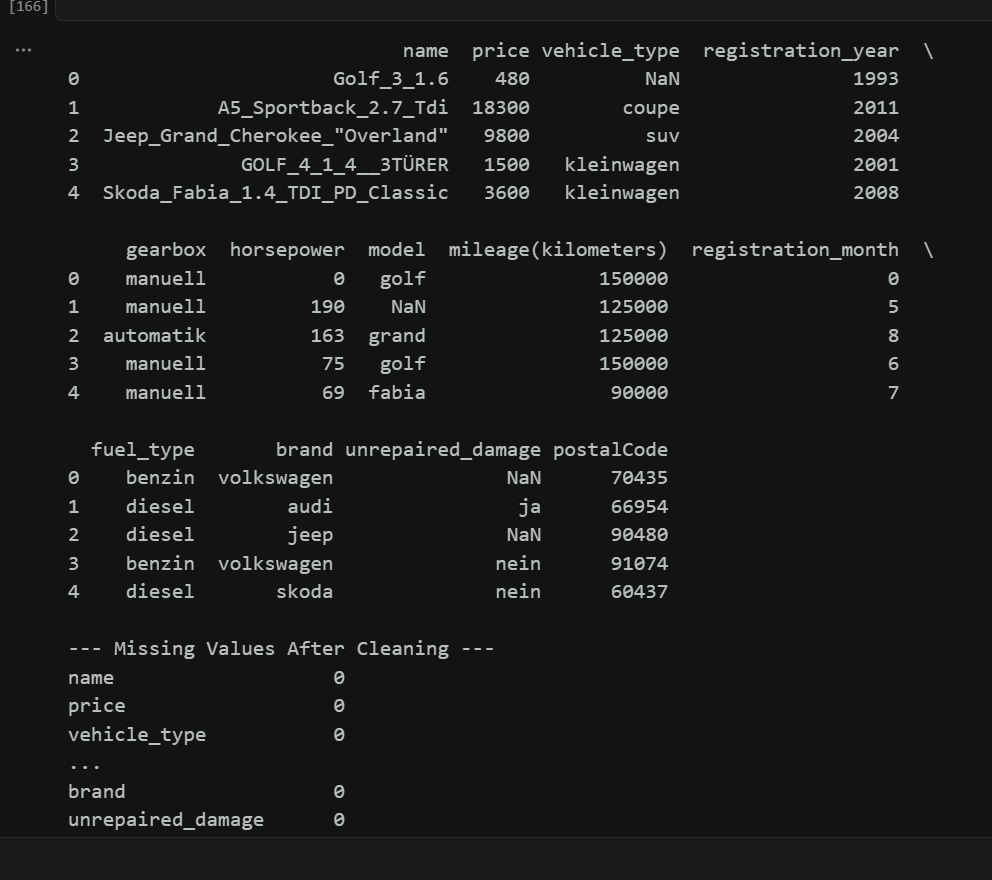 [166]
...
name price vehicle_type registration_year \
0 Golf_3_1.6 480 NaN 1993
1 A5_Sportback_2.7_Tdi 18300 coupe 2011
2 Jeep_Grand_Cherokee_"Overland" 9800 suv 2004
3 GOLF_4_1_4__3TÜRER 1500 kleinwagen 2001
4 Skoda_Fabia_1.4_TDI_PD_Classic 3600 kleinwagen 2008
gearbox horsepower model mileage(kilometers) registration_month \
0 manuell 0 golf 150000 0
1 manuell 190 NaN 125000 5
2 automatik 163 grand 125000 8
3 manuell 75 golf 150000 6
4 manuell 69 fabia 90000 7
fuel_type brand unrepaired_damage postalCode
0 benzin volkswagen NaN 70435
1 diesel audi ja 66954
2 diesel jeep NaN 90480
3 benzin volkswagen nein 91074
4 diesel skoda nein 60437
--- Missing Values After Cleaning ---
name 0
price 0
vehicle_type 0
...
brand 0
unrepaired_damage 0